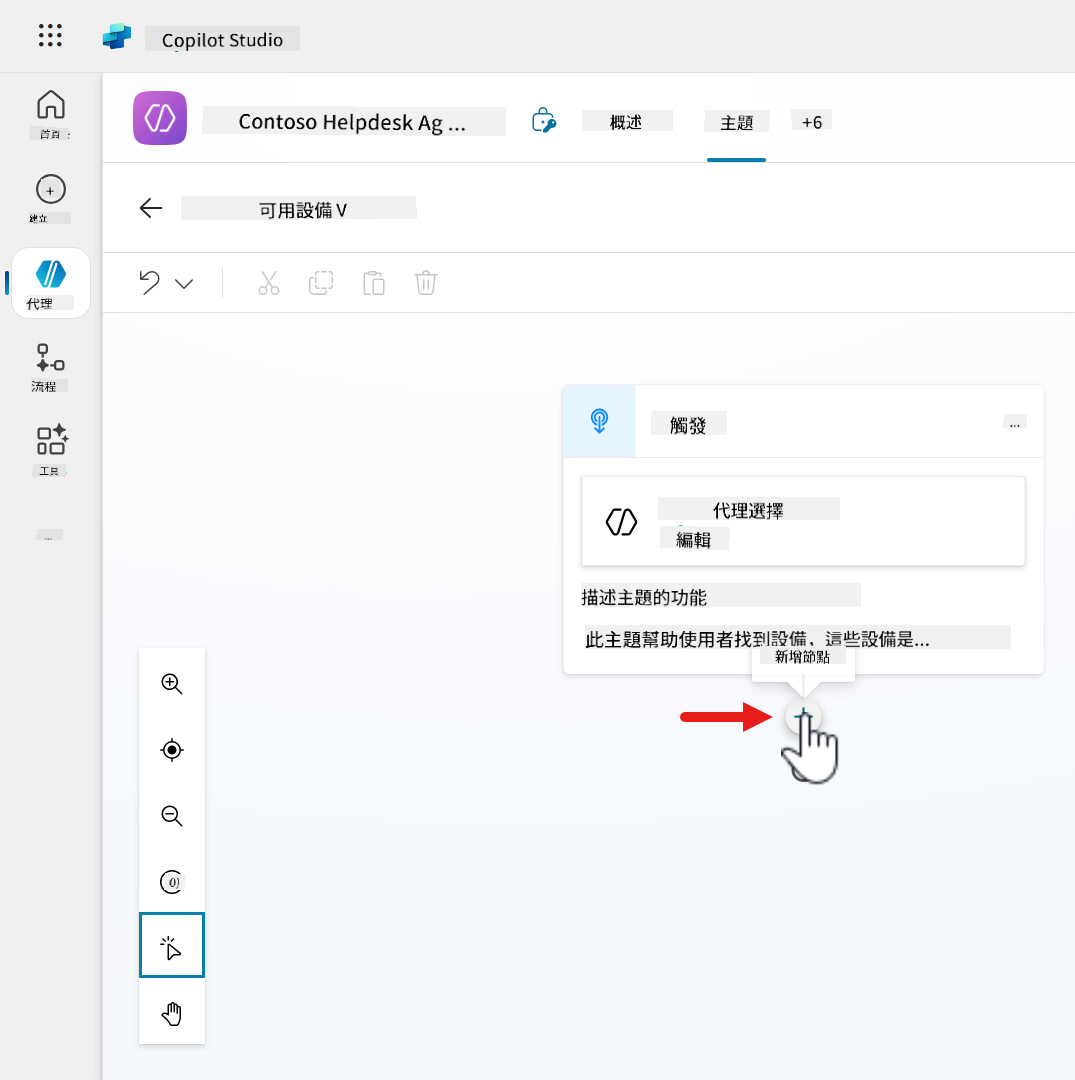 Copilot Studio
首頁
建立
代理
流程
工具
...
Contoso Helpdesk Ag ...
概述
主題
+6
可用設備 V
觸發
...
代理選擇
編輯
描述主題的功能
此主題幫助使用者找到設備，這些設備是...
新增節點